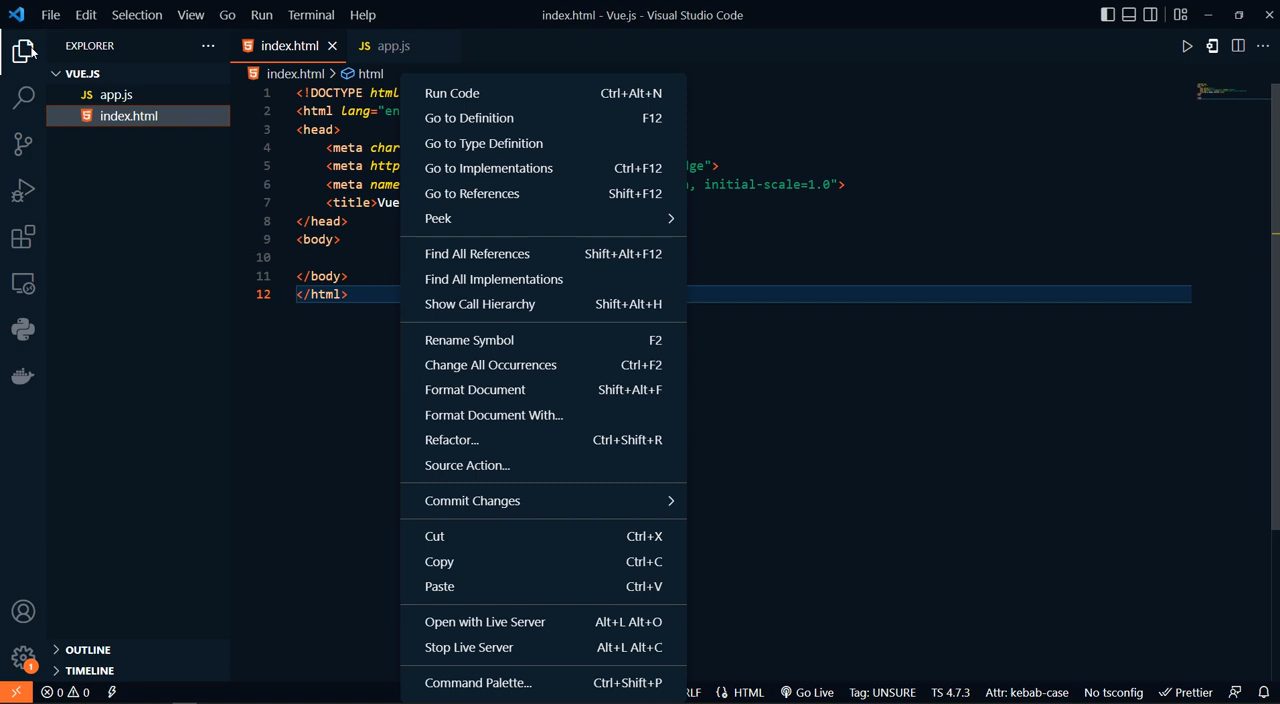 File Edit Selection View Go Run Terminal Help index.html - Vue.js - Visual Studio Code
EXPLORER
index.html
JS app.js
VUE.JS
JS app.js
index.html
index.html > html
1 <!DOCTYPE html
2 <html lang="en
3 <head>
4 <meta char
5 <meta http dge">
6 <meta name , initial-scale=1.0">
7 <title>Vue
8 </head>
9 <body>
10
11 </body>
12 </html>
Run Code Ctrl+Alt+N
Go to Definition F12
Go to Type Definition
Go to Implementations Ctrl+F12
Go to References Shift+F12
Peek
Find All References Shift+Alt+F12
Find All Implementations
Show Call Hierarchy Shift+Alt+H
Rename Symbol F2
Change All Occurrences Ctrl+F2
Format Document Shift+Alt+F
Format Document With...
Refactor... Ctrl+Shift+R
Source Action...
Commit Changes
Cut Ctrl+X
Copy Ctrl+C
Paste Ctrl+V
Open with Live Server Alt+L Alt+O
Stop Live Server Alt+L Alt+C
Command Palette... Ctrl+Shift+P
OUTLINE
TIMELINE
1
0 0 RLF HTML Go Live Tag: UNSURE TS 4.7.3 Attr: kebab-case No tsconfig Prettier